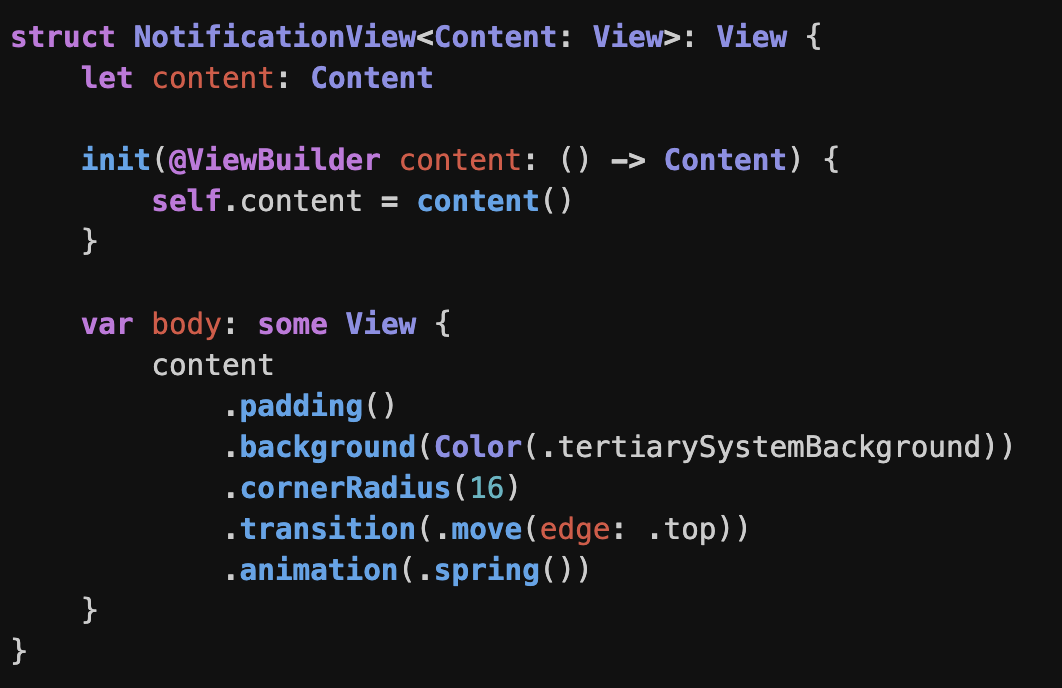 struct NotificationView<Content: View>: View {
    let content: Content

    init(@ViewBuilder content: () -> Content) {
        self.content = content()
    }

    var body: some View {
        content
            .padding()
            .background(Color(.tertiarySystemBackground))
            .cornerRadius(16)
            .transition(.move(edge: .top))
            .animation(.spring())
    }
}